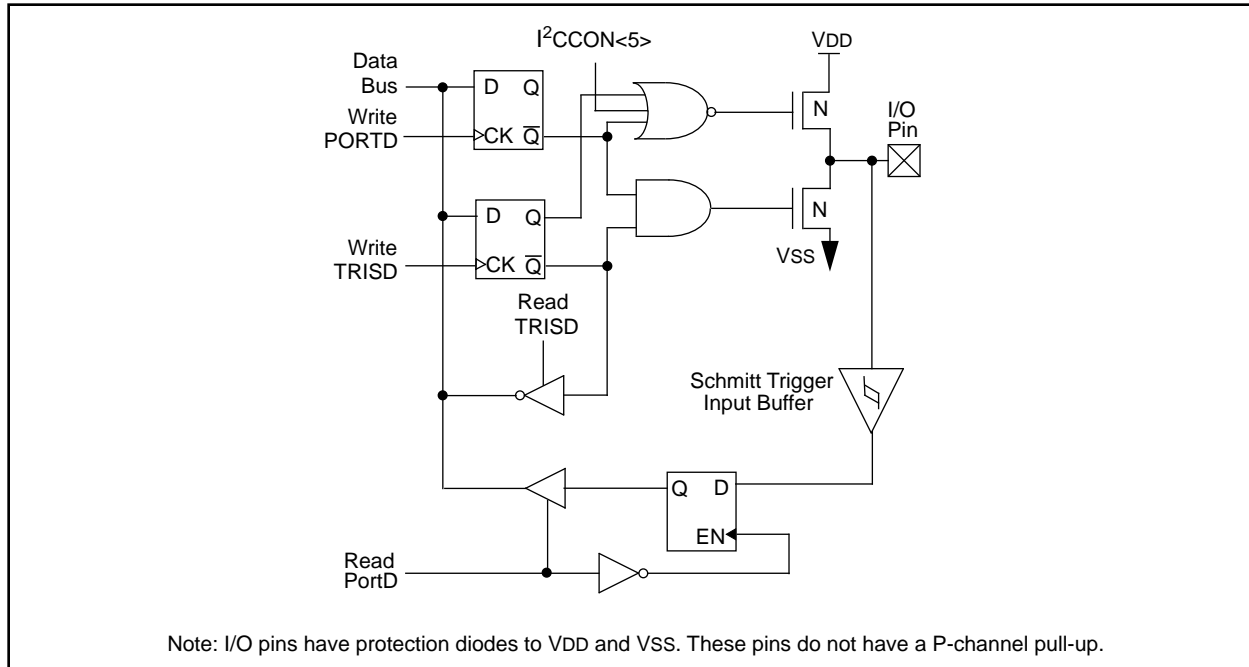 I²CCON<5>
VDD
Data
Bus
D Q
N
I/O
Pin
Write
PORTD
CK Q̅
D Q
N
Write
TRISD
CK Q̅
VSS
Read
TRISD
Schmitt Trigger
Input Buffer
Q D
EN
Read
PortD
Note: I/O pins have protection diodes to VDD and VSS. These pins do not have a P-channel pull-up.